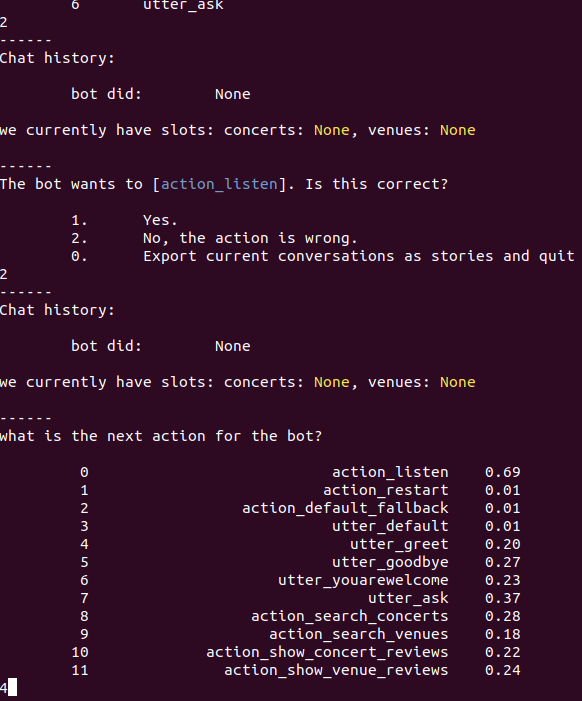 6 utter_ask
2
------
Chat history:
bot did: None
we currently have slots: concerts: None, venues: None
------
The bot wants to [action_listen]. Is this correct?
1. Yes.
2. No, the action is wrong.
0. Export current conversations as stories and quit
2
------
Chat history:
bot did: None
we currently have slots: concerts: None, venues: None
------
what is the next action for the bot?
0 action_listen 0.69
1 action_restart 0.01
2 action_default_fallback 0.01
3 utter_default 0.01
4 utter_greet 0.20
5 utter_goodbye 0.27
6 utter_youarewelcome 0.23
7 utter_ask 0.37
8 action_search_concerts 0.28
9 action_search_venues 0.18
10 action_show_concert_reviews 0.22
11 action_show_venue_reviews 0.24
4